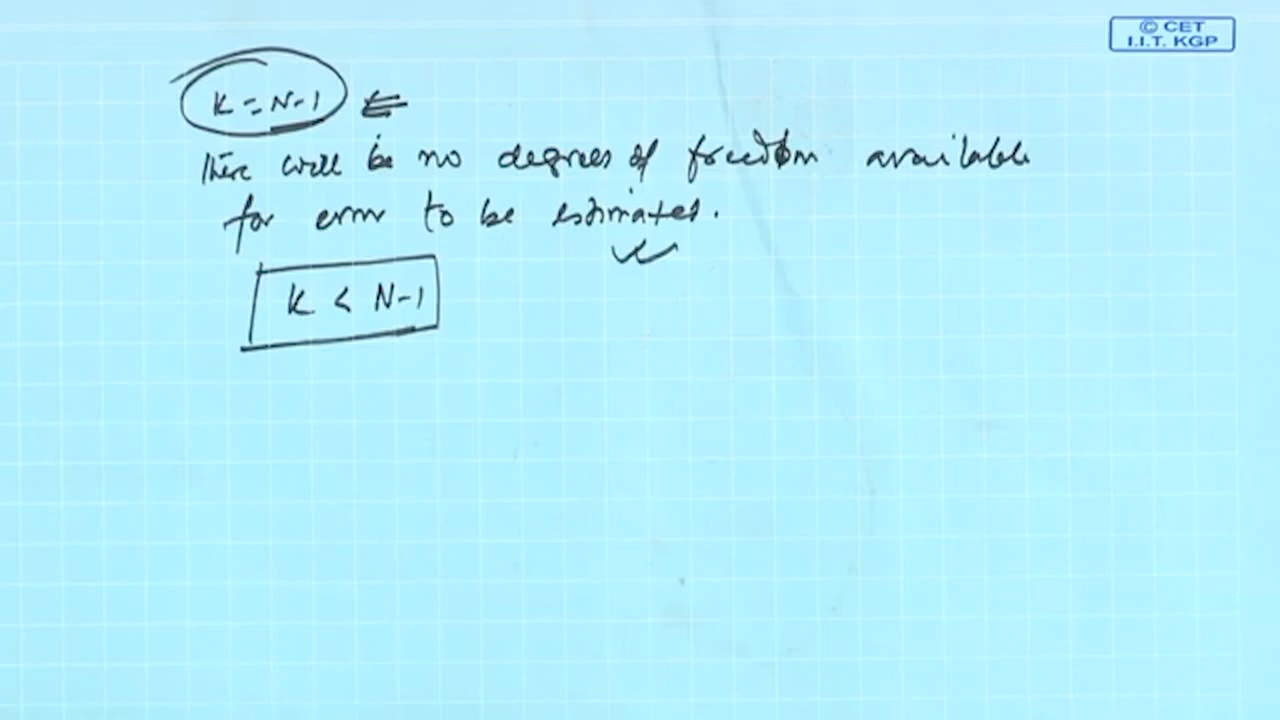 © CET
I.I.T. KGP
K = N-1
There will be no degrees of freedom available
for error to be estimated.
K < N-1